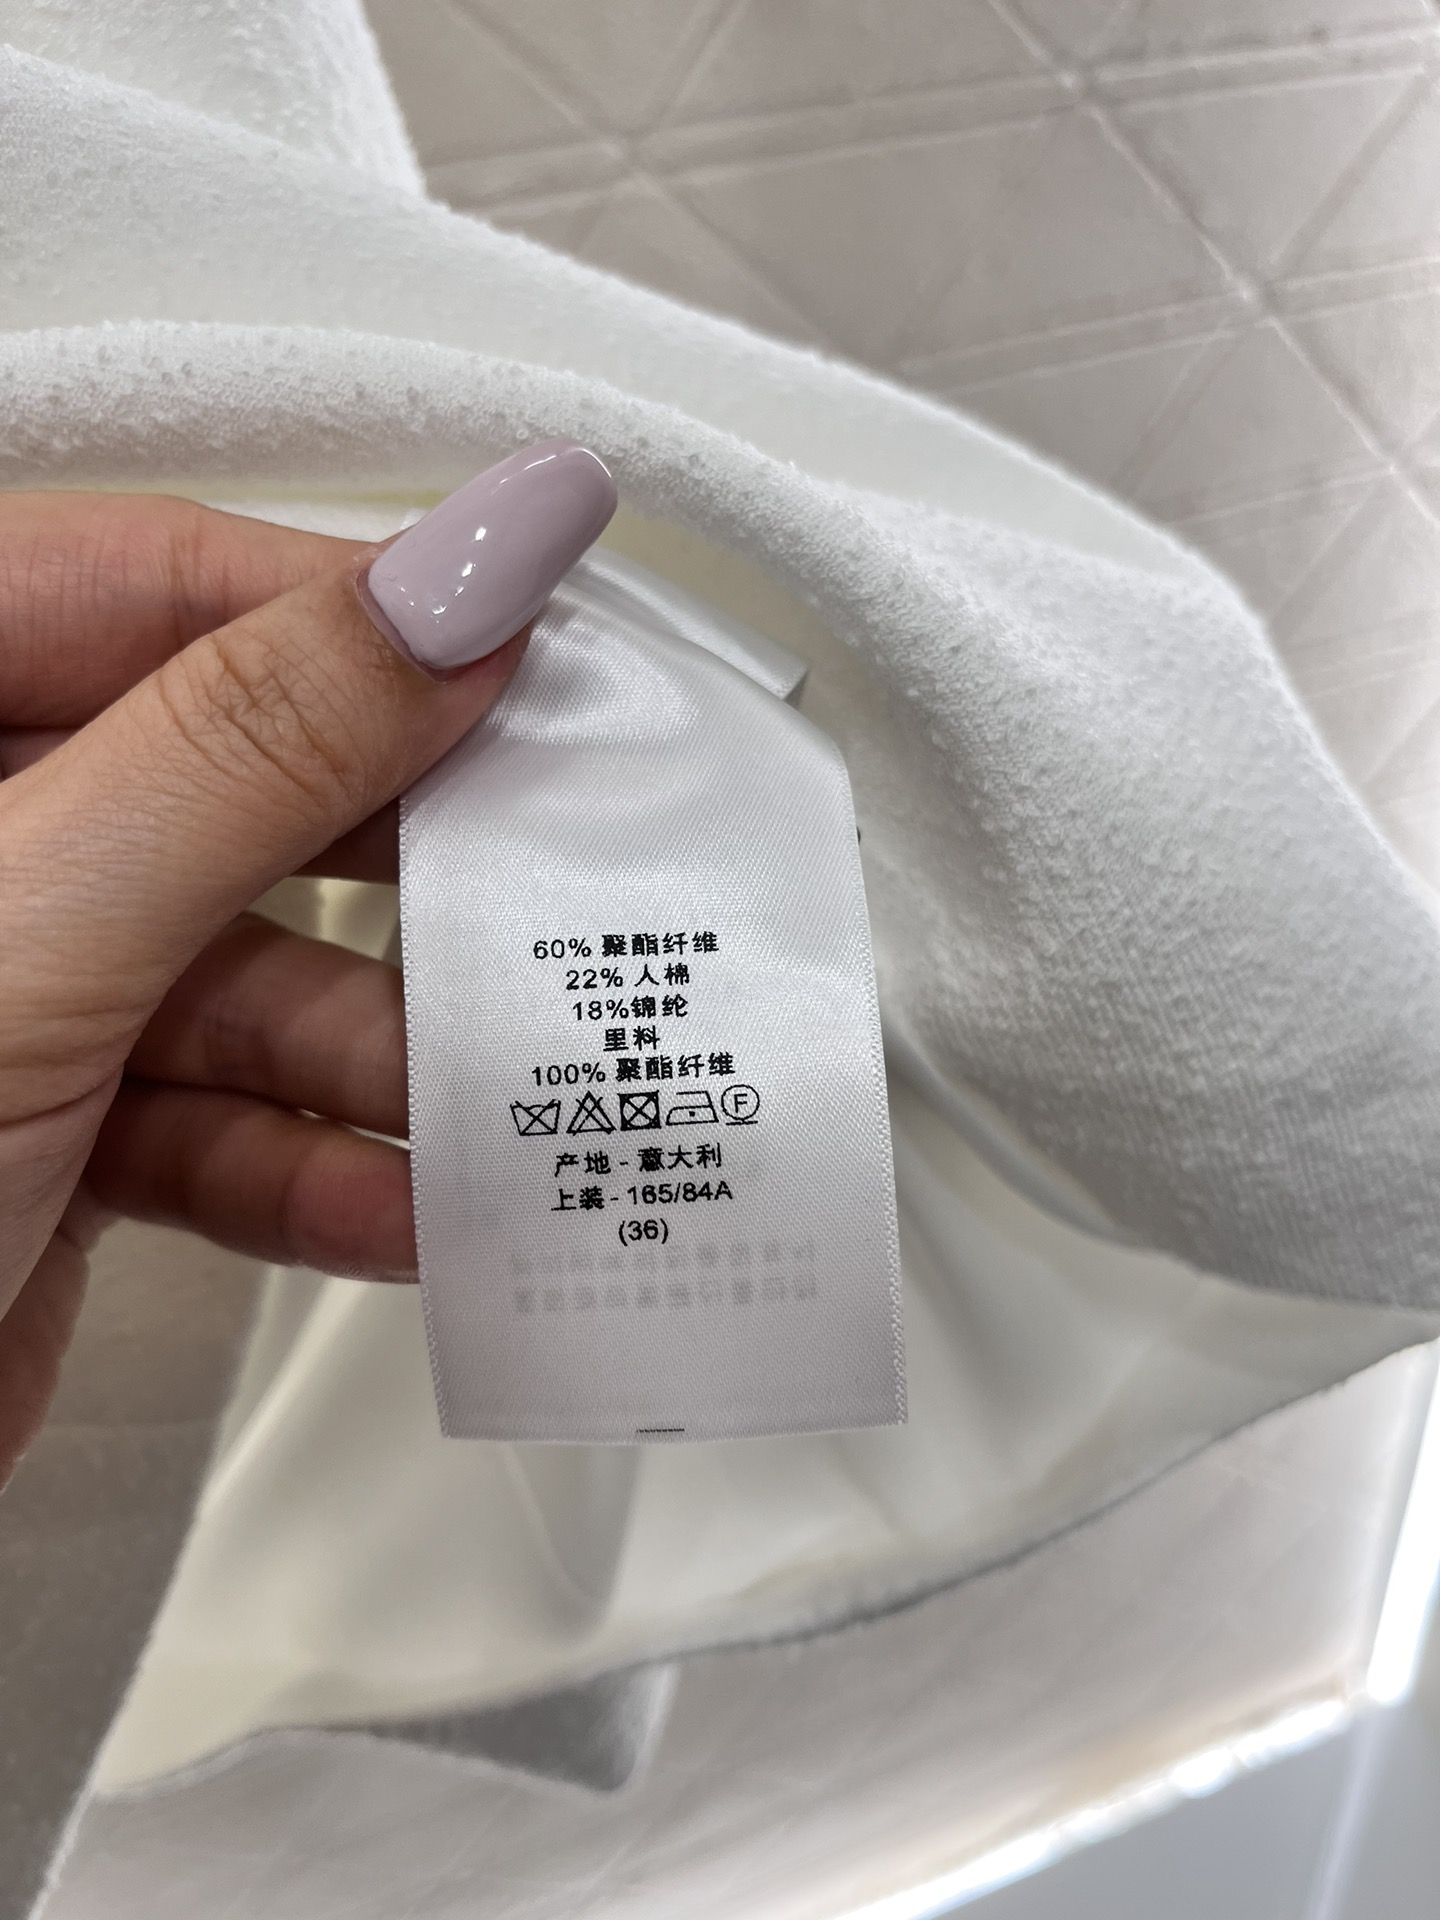 60% 聚酯纤维
22% 人棉
18%锦纶
里料
100% 聚酯纤维
F
产地 - 意大利
上装 - 165/84A
(36)